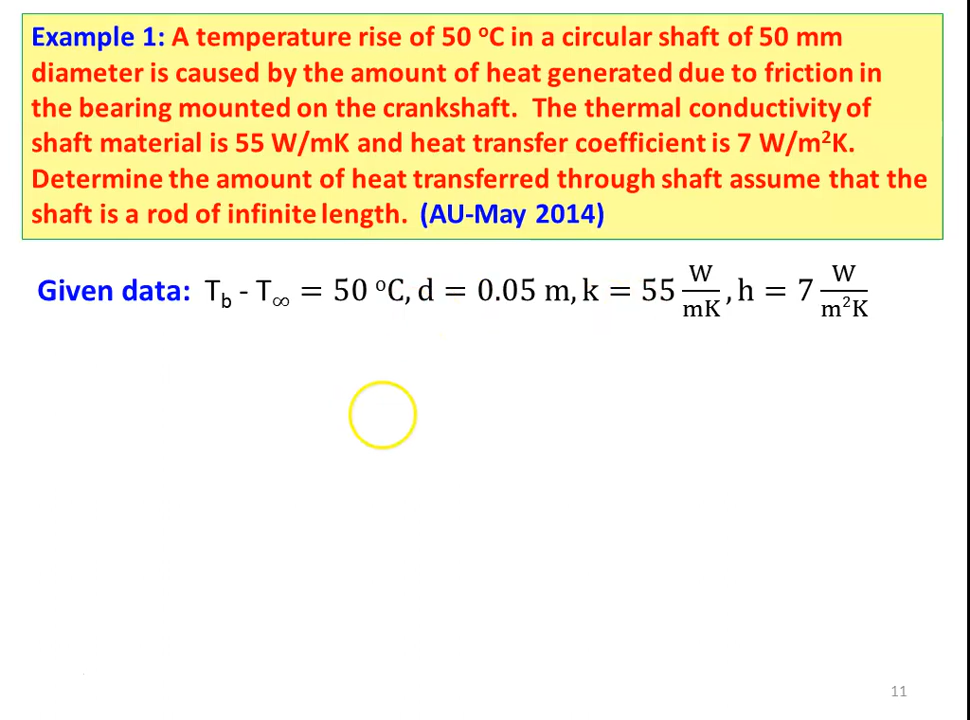 Example 1: A temperature rise of 50 ᵒC in a circular shaft of 50 mm
diameter is caused by the amount of heat generated due to friction in
the bearing mounted on the crankshaft. The thermal conductivity of
shaft material is 55 W/mK and heat transfer coefficient is 7 W/m²K.
Determine the amount of heat transferred through shaft assume that the
shaft is a rod of infinite length. (AU-May 2014)
Given data: T_b - T_∞ = 50 ᵒC, d = 0.05 m, k = 55 W/mK, h = 7 W/m²K
11